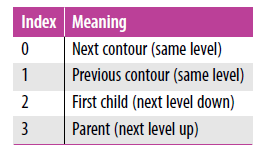 Index Meaning
0 Next contour (same level)
1 Previous contour (same level)
2 First child (next level down)
3 Parent (next level up)